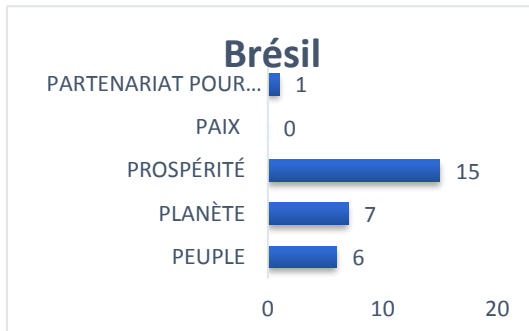 Brésil
PARTENARIAT POUR... 1
PAIX 0
PROSPÉRITÉ 15
PLANÈTE 7
PEUPLE 6
0 10 20